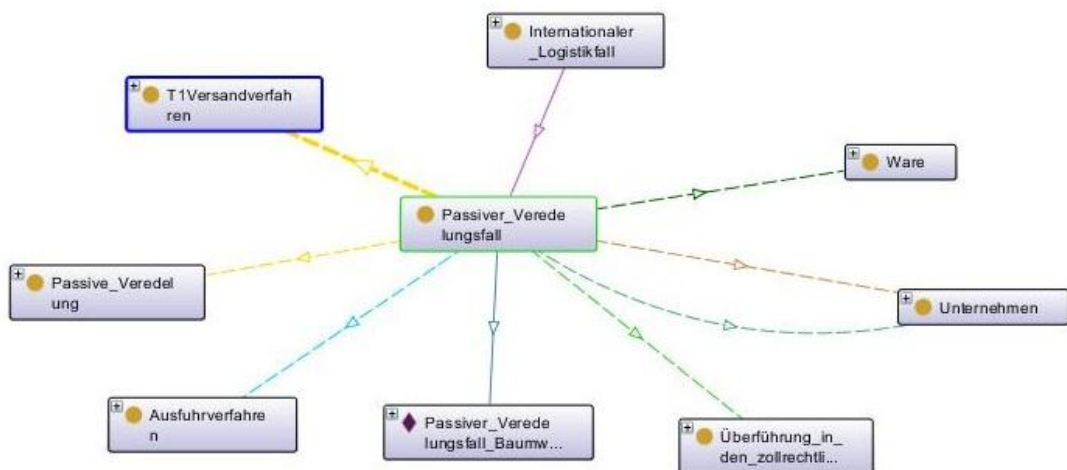 Internationaler
_Logistikfall
T1Versandverfah
ren
Ware
Passiver_Verede
lungsfall
Passive_Veredel
ung
Unternehmen
Ausfuhrverfahre
n
Passiver_Verede
lungsfall_Baumw...
Überführung_in_
den_zollrechtli...